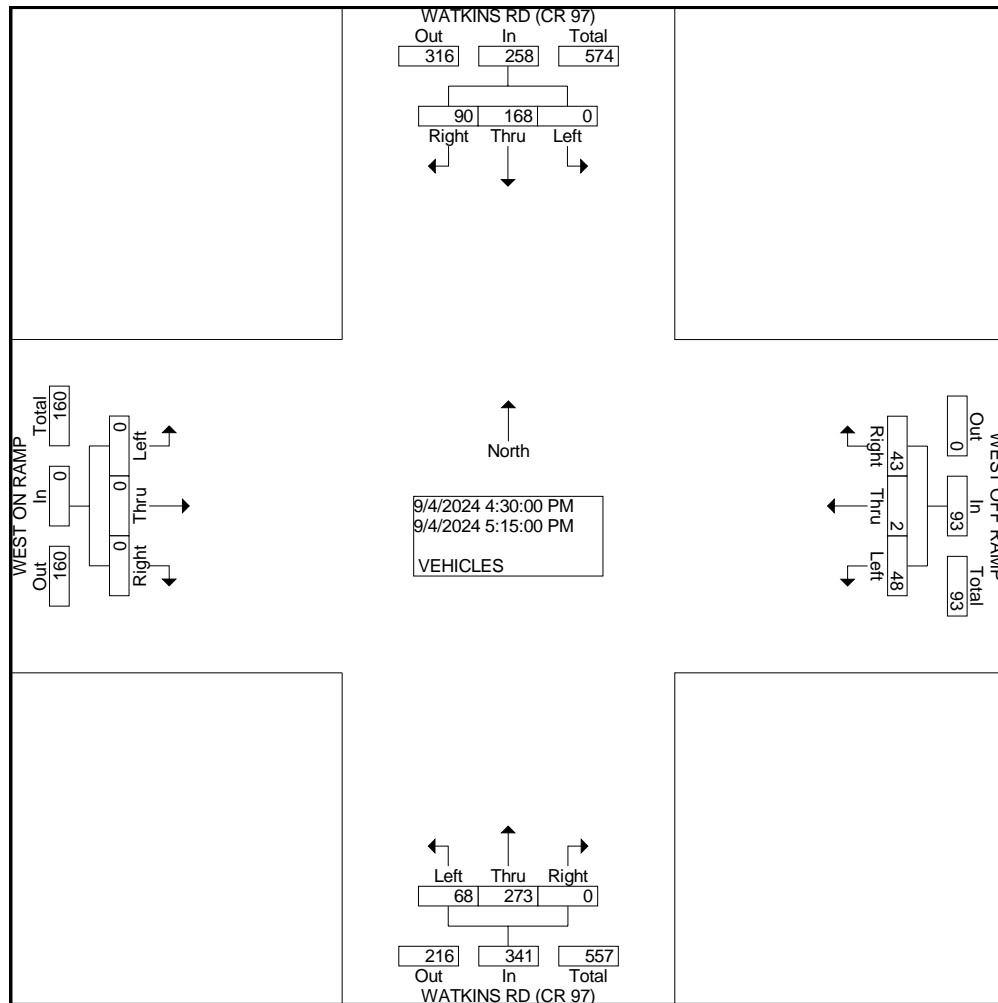 WATKINS RD (CR 97)
Out In Total
316 258 574
90 168 0
Right Thru Left
WEST ON RAMP
Total In Out
160 0 160
0 0 0
Left Thru Right
North
9/4/2024 4:30:00 PM
9/4/2024 5:15:00 PM
VEHICLES
WEST OFF RAMP
Out In Total
0 93 93
43 2 48
Right Thru Left
Left Thru Right
68 273 0
216 341 557
Out In Total
WATKINS RD (CR 97)